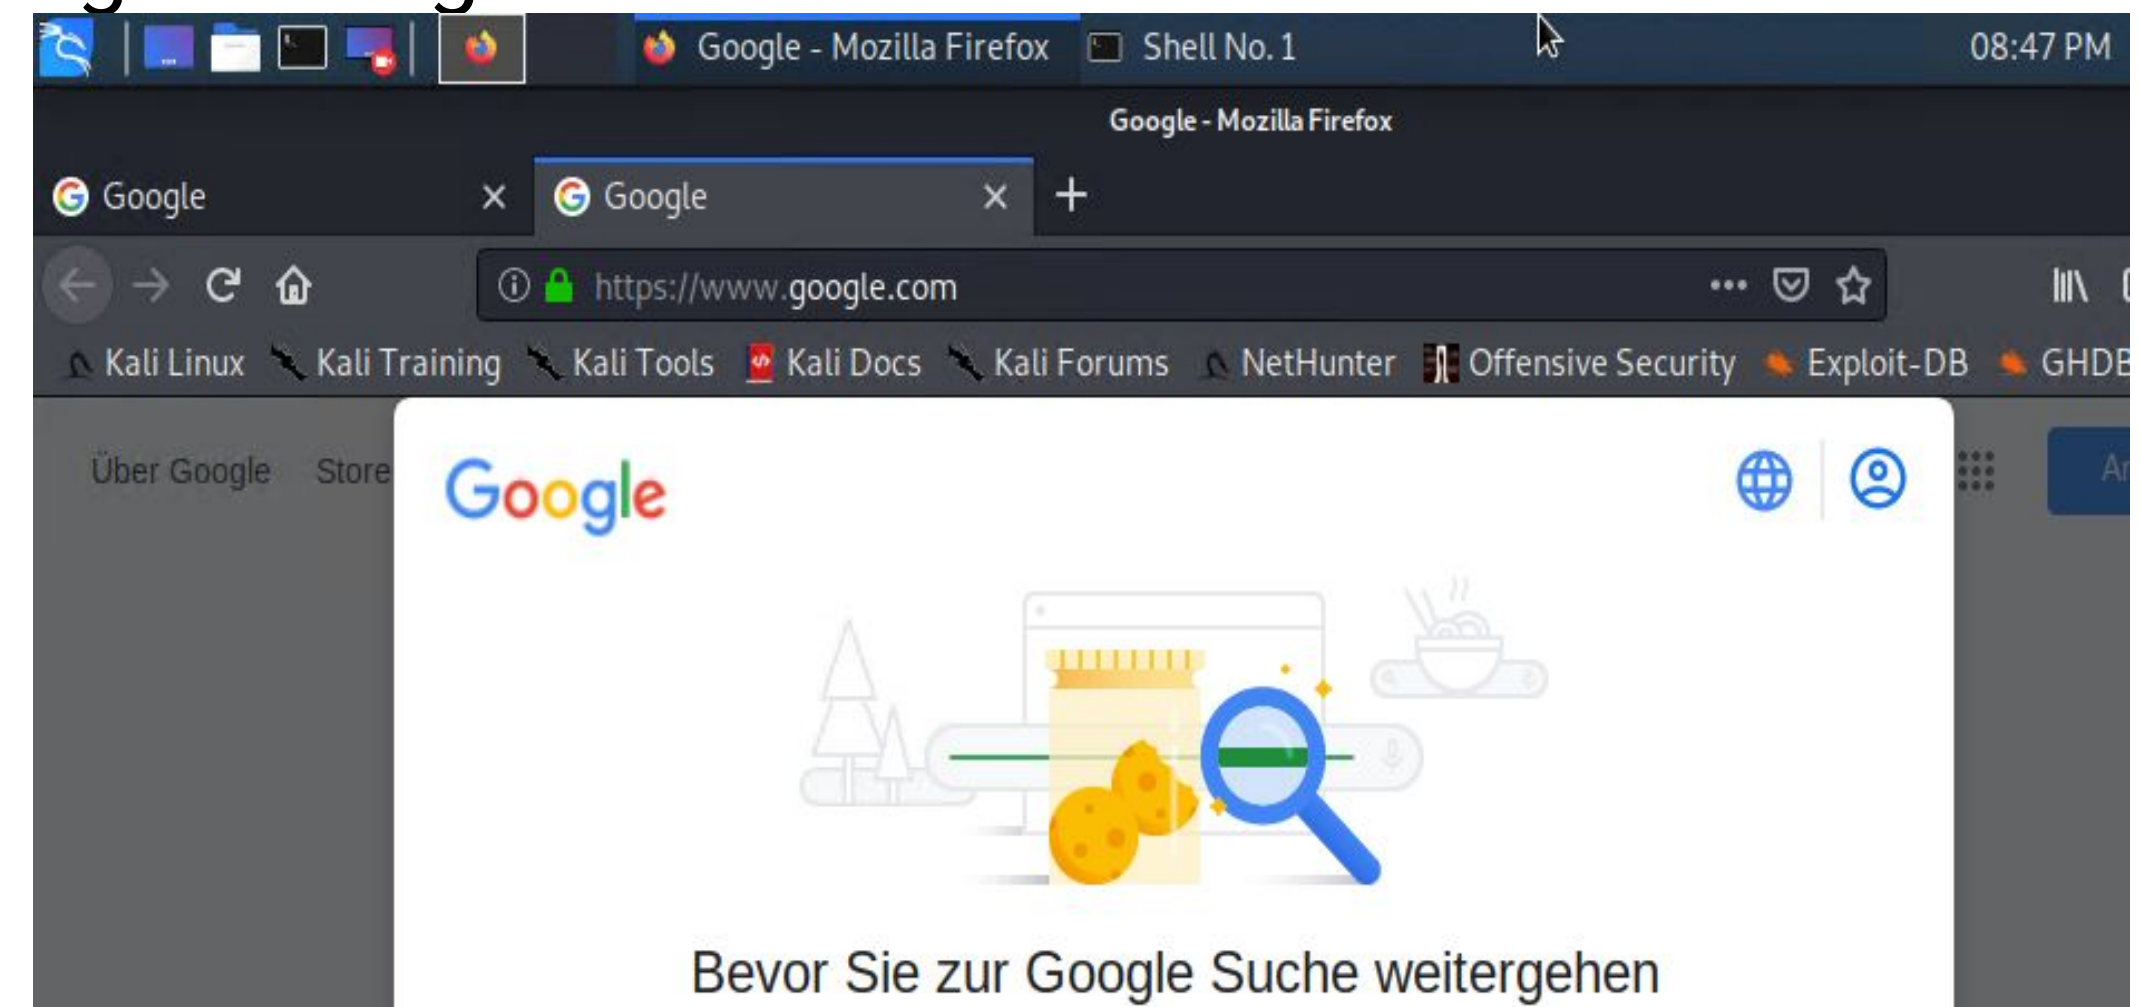 Google - Mozilla Firefox Shell No. 1 08:47 PM
Google - Mozilla Firefox
Google Google
https://www.google.com
Kali Linux Kali Training Kali Tools Kali Docs Kali Forums NetHunter Offensive Security Exploit-DB GHDB
Über Google Store Google
Bevor Sie zur Google Suche weitergehen